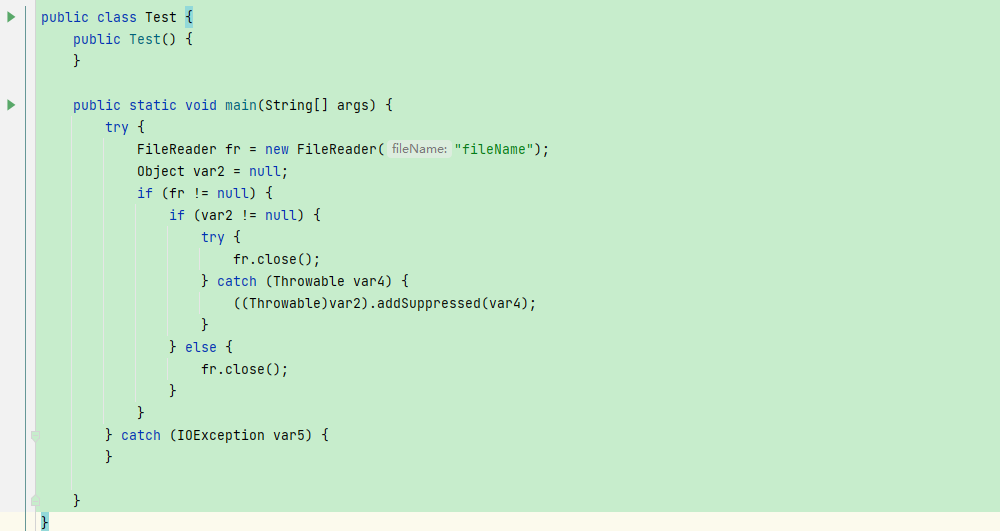 public class Test {
    public Test() {
    }

    public static void main(String[] args) {
        try {
            FileReader fr = new FileReader( fileName: "fileName");
            Object var2 = null;
            if (fr != null) {
                if (var2 != null) {
                    try {
                        fr.close();
                    } catch (Throwable var4) {
                        ((Throwable)var2).addSuppressed(var4);
                    }
                } else {
                    fr.close();
                }
            }
        } catch (IOException var5) {
        }

    }
}